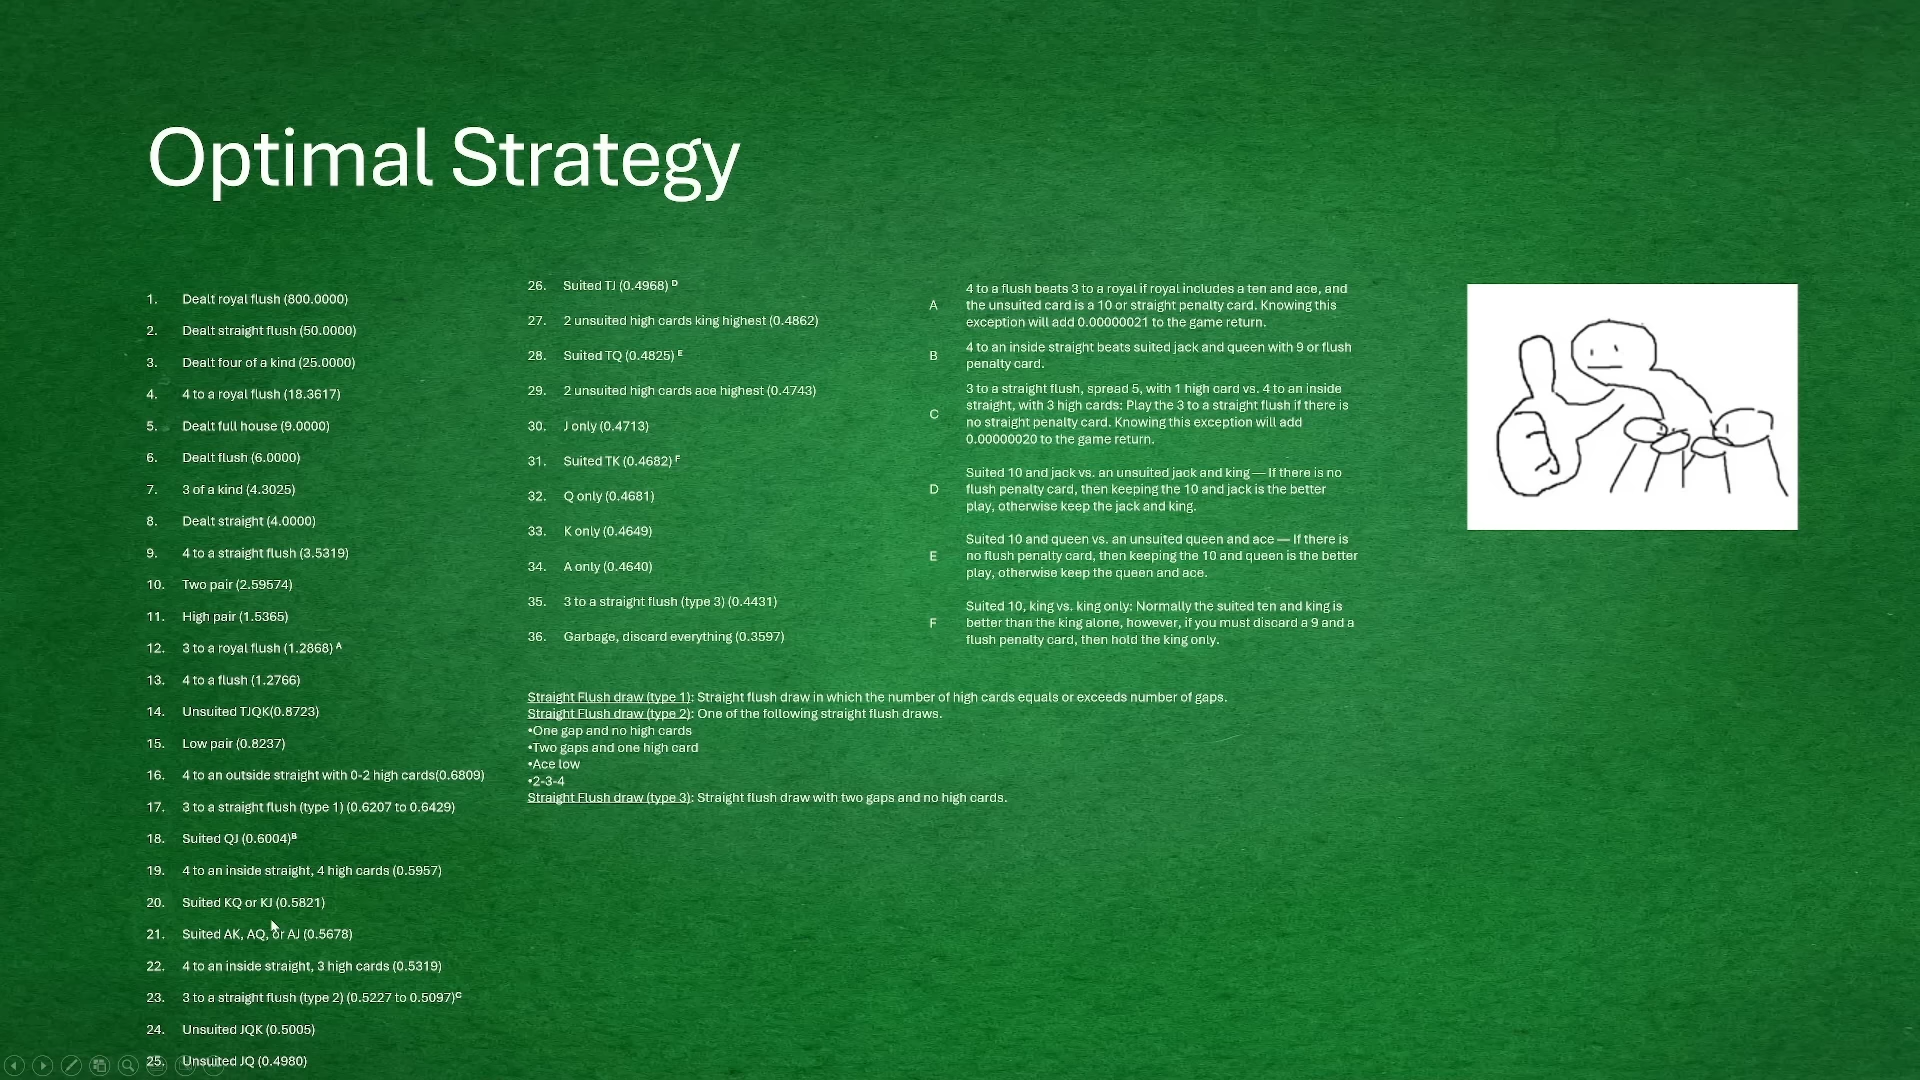 Optimal Strategy
1. Dealt royal flush (800.0000)
2. Dealt straight flush (50.0000)
3. Dealt four of a kind (25.0000)
4. 4 to a royal flush (18.3617)
5. Dealt full house (9.0000)
6. Dealt flush (6.0000)
7. 3 of a kind (4.3025)
8. Dealt straight (4.0000)
9. 4 to a straight flush (3.5319)
10. Two pair (2.59574)
11. High pair (1.5365)
12. 3 to a royal flush (1.2868) A
13. 4 to a flush (1.2766)
14. Unsuited TJQK(0.8723)
15. Low pair (0.8237)
16. 4 to an outside straight with 0-2 high cards(0.6809)
17. 3 to a straight flush (type 1) (0.6207 to 0.6429)
18. Suited QJ (0.6004)B
19. 4 to an inside straight, 4 high cards (0.5957)
20. Suited KQ or KJ (0.5821)
21. Suited AK, AQ, or AJ (0.5678)
22. 4 to an inside straight, 3 high cards (0.5319)
23. 3 to a straight flush (type 2) (0.5227 to 0.5097)C
24. Unsuited JQK (0.5005)
25. Unsuited JQ (0.4980)
26. Suited TJ (0.4968) D
27. 2 unsuited high cards king highest (0.4862)
28. Suited TQ (0.4825) E
29. 2 unsuited high cards ace highest (0.4743)
30. J only (0.4713)
31. Suited TK (0.4682) F
32. Q only (0.4681)
33. K only (0.4649)
34. A only (0.4640)
35. 3 to a straight flush (type 3) (0.4431)
36. Garbage, discard everything (0.3597)
A
4 to a flush beats 3 to a royal if royal includes a ten and ace, and
the unsuited card is a 10 or straight penalty card. Knowing this
exception will add 0.00000021 to the game return.
B
4 to an inside straight beats suited jack and queen with 9 or flush
penalty card.
C
3 to a straight flush, spread 5, with 1 high card vs. 4 to an inside
straight, with 3 high cards: Play the 3 to a straight flush if there is
no straight penalty card. Knowing this exception will add
0.00000020 to the game return.
D
Suited 10 and jack vs. an unsuited jack and king — If there is no
flush penalty card, then keeping the 10 and jack is the better
play, otherwise keep the jack and king.
E
Suited 10 and queen vs. an unsuited queen and ace — If there is
no flush penalty card, then keeping the 10 and queen is the better
play, otherwise keep the queen and ace.
F
Suited 10, king vs. king only: Normally the suited ten and king is
better than the king alone, however, if you must discard a 9 and a
flush penalty card, then hold the king only.
Straight Flush draw (type 1): Straight flush draw in which the number of high cards equals or exceeds number of gaps.
Straight Flush draw (type 2): One of the following straight flush draws.
•One gap and no high cards
•Two gaps and one high card
•Ace low
•2-3-4
Straight Flush draw (type 3): Straight flush draw with two gaps and no high cards.